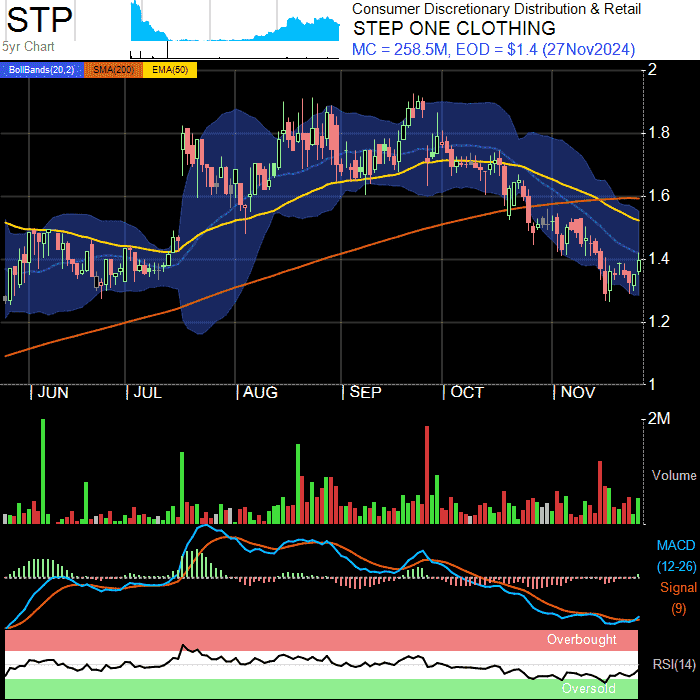 STP
5yr Chart
Consumer Discretionary Distribution & Retail
STEP ONE CLOTHING
MC = 258.5M, EOD = $1.4 (27Nov2024)
BollBands(20,2) SMA(200) EMA(50)
2
1.8
1.6
1.4
1.2
1
JUN JUL AUG SEP OCT NOV
2M
Volume
MACD
(12-26)
Signal
(9)
Overbought
RSI(14)
Oversold